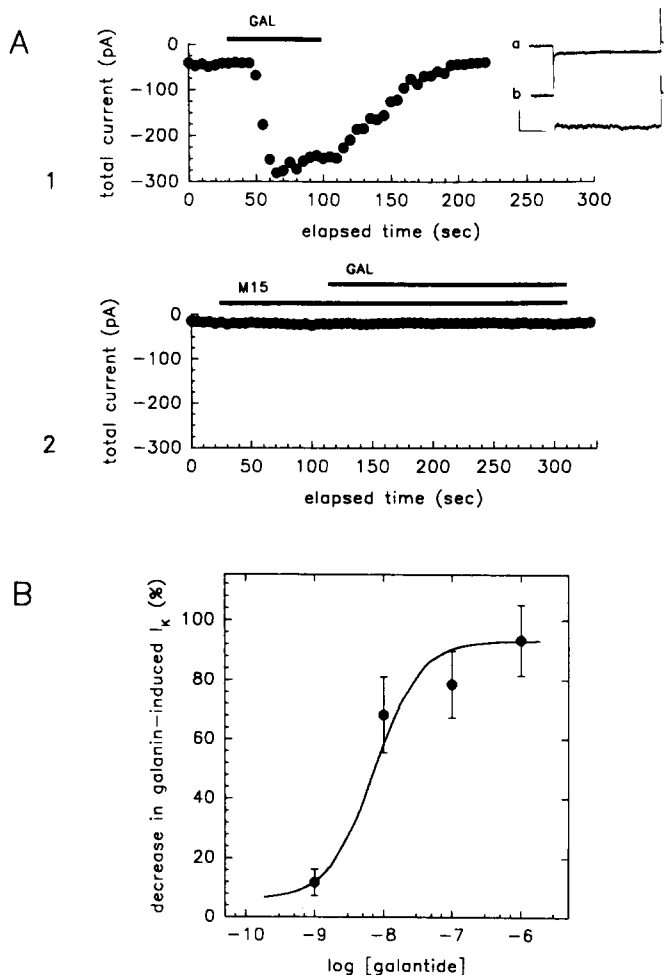 A
GAL
0
−100
−200
−300
total current (pA)
a
b
1
0 50 100 150 200 250 300
elapsed time (sec)
GAL
M15
0
−100
−200
−300
total current (pA)
2
0 50 100 150 200 250 300
elapsed time (sec)
B
100
80
60
40
20
0
decrease in galanin−induced I_K (%)
−10 −9 −8 −7 −6
log [galantide]